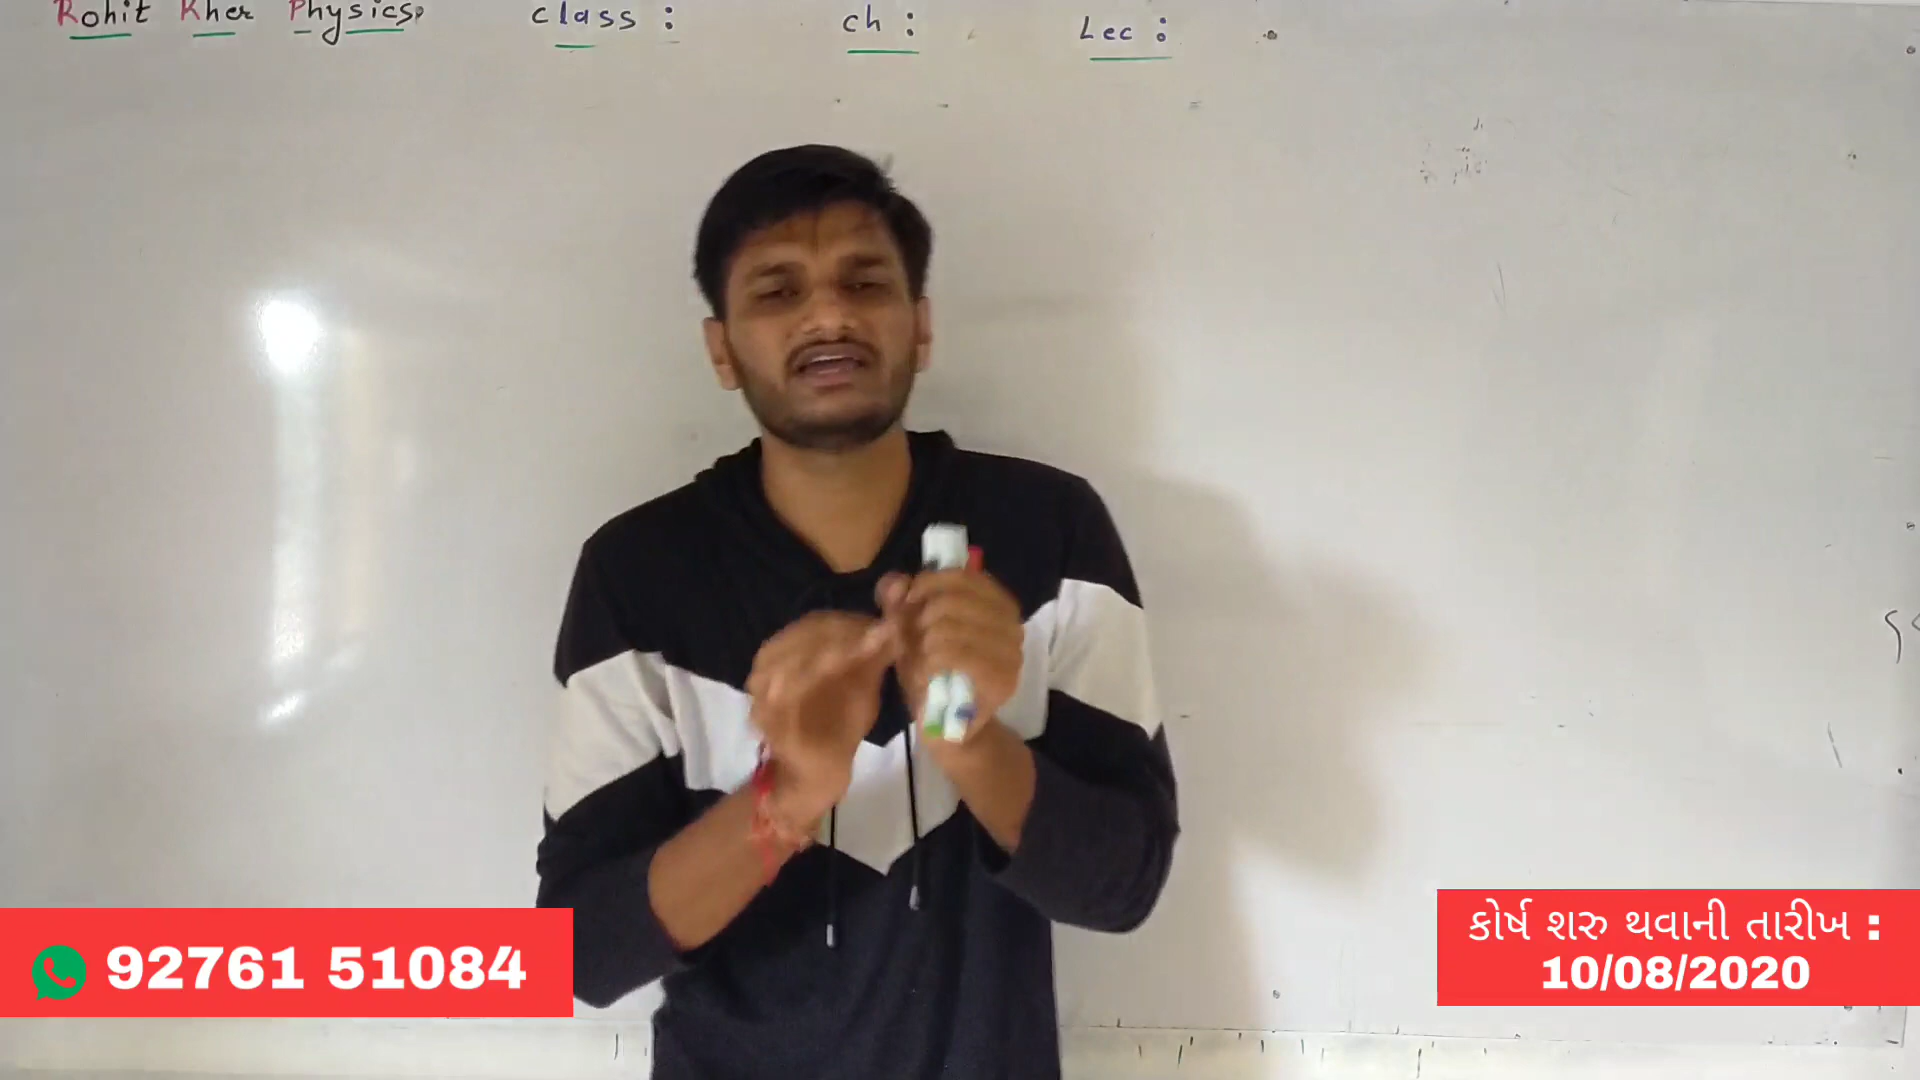 Rohit Kher Physics. class : ch : Lec :
92761 51084
કોર્ષ શરુ થવાની તારીખ :
10/08/2020